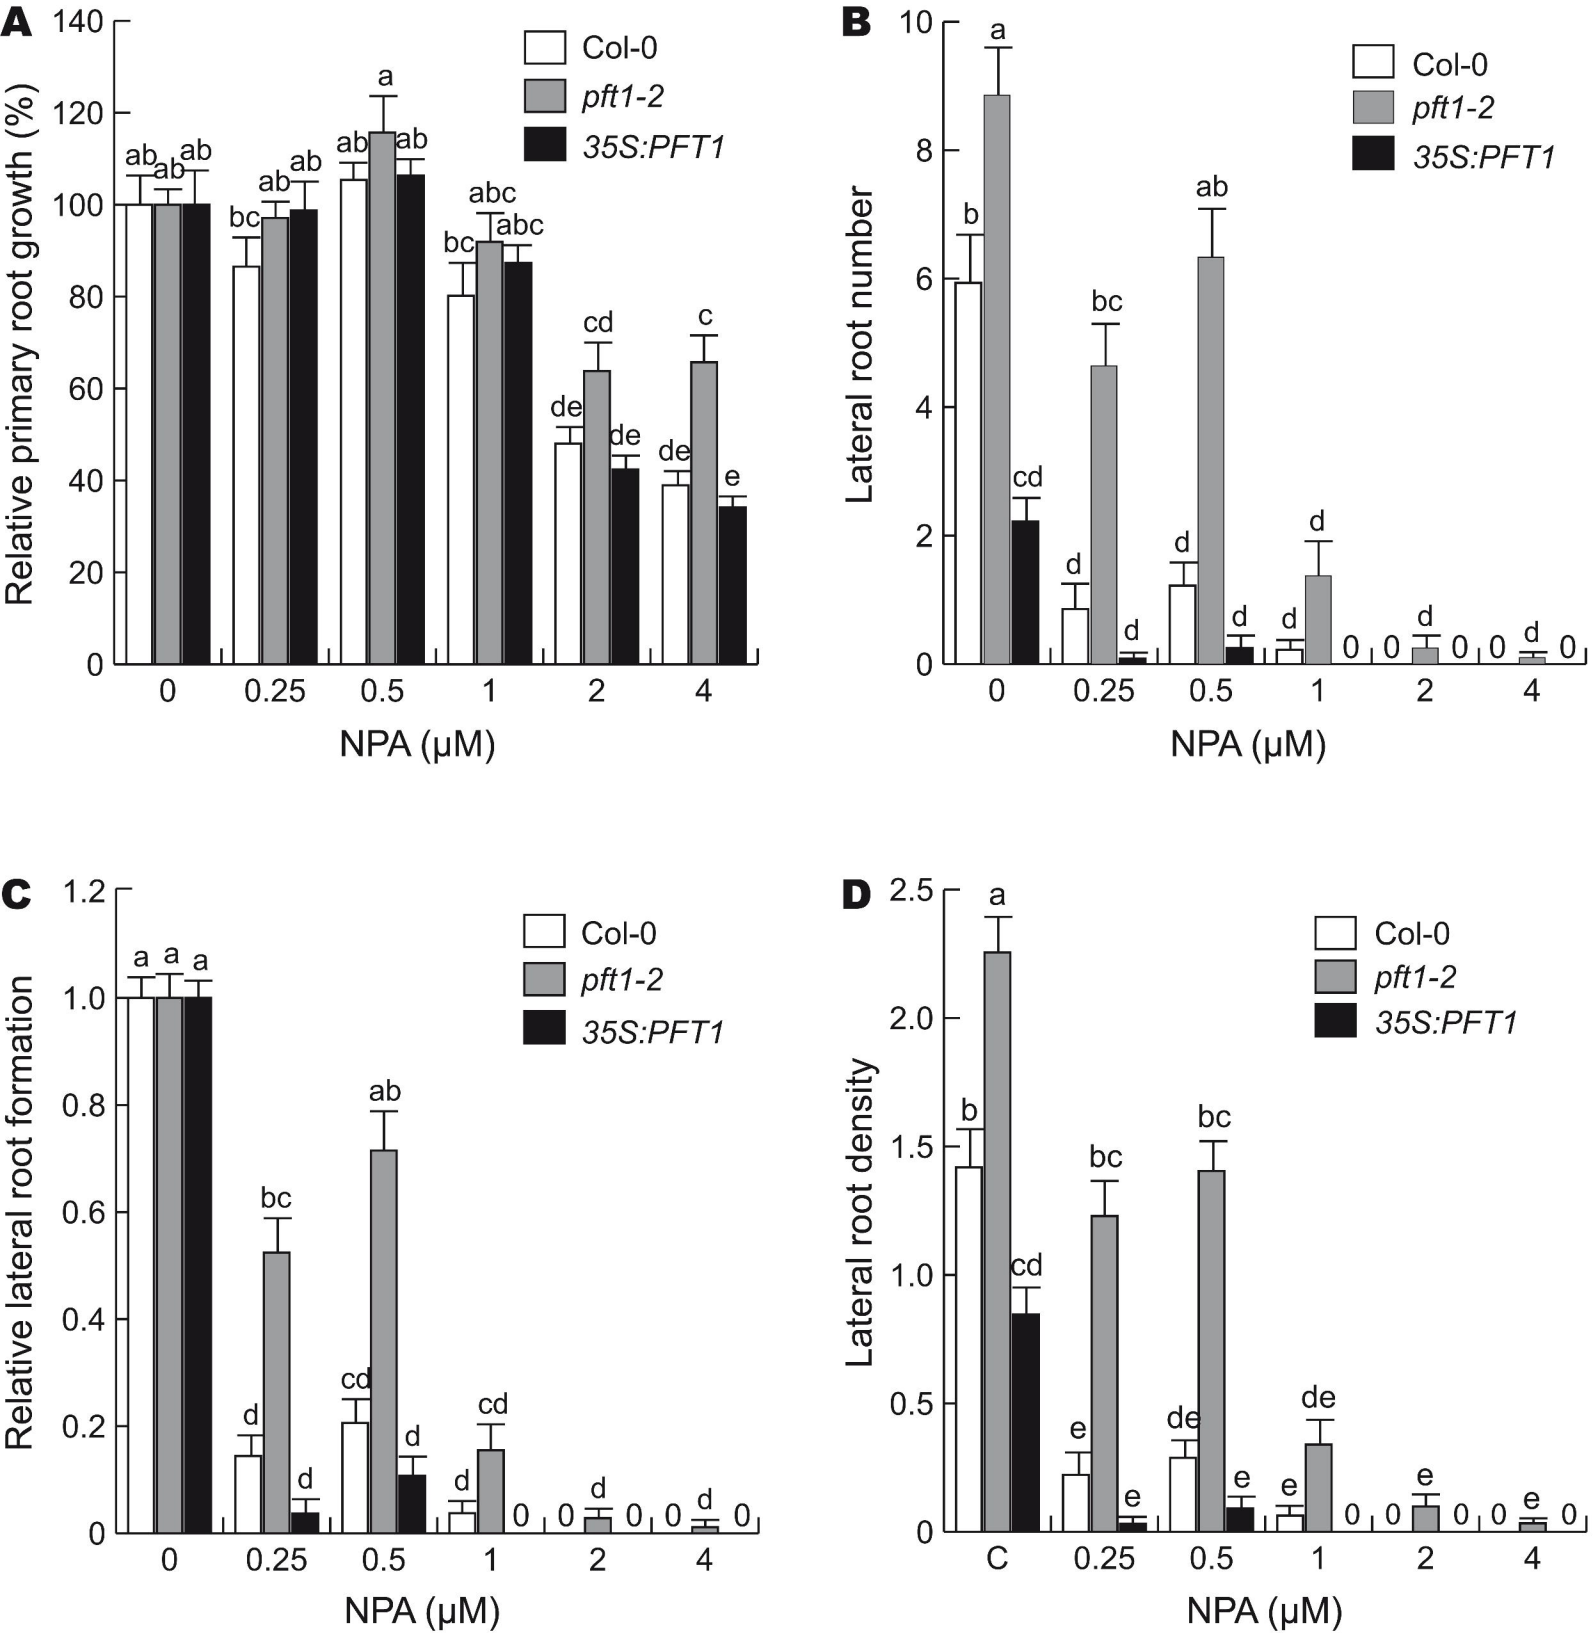 A
Relative primary root growth (%)
140
120
100
80
60
40
20
0
Col-0
pft1-2
35S:PFT1
ab ab ab
bc ab ab
ab a ab
bc abc abc
de cd de
de c e
0 0.25 0.5 1 2 4
NPA (µM)
B
Lateral root number
10
8
6
4
2
0
Col-0
pft1-2
35S:PFT1
b a cd
d bc d
d ab d
d d 0
0 d 0
0 d 0
0 0.25 0.5 1 2 4
NPA (µM)
C
Relative lateral root formation
1.2
1.0
0.8
0.6
0.4
0.2
0
Col-0
pft1-2
35S:PFT1
a a a
d bc d
cd ab d
d cd 0
0 d 0
0 d 0
0 0.25 0.5 1 2 4
NPA (µM)
D
Lateral root density
2.5
2.0
1.5
1.0
0.5
0
Col-0
pft1-2
35S:PFT1
b a cd
e bc e
de bc e
e de 0
0 e 0
0 e 0
C 0.25 0.5 1 2 4
NPA (µM)